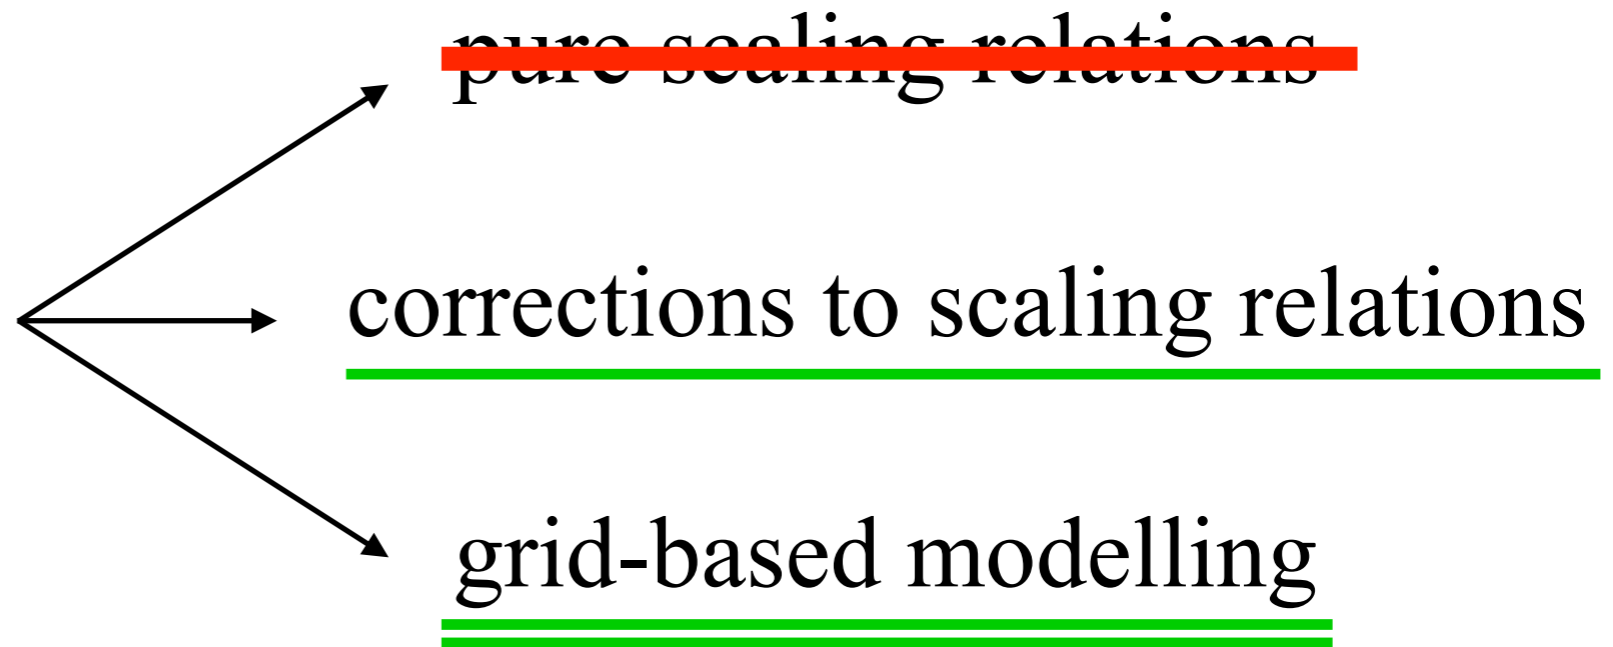 pure scaling relations
corrections to scaling relations
grid-based modelling